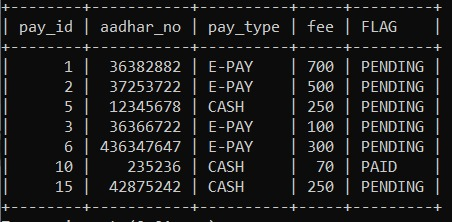 +--------+-----------+----------+-----+---------+
| pay_id | aadhar_no | pay_type | fee | FLAG    |
+--------+-----------+----------+-----+---------+
|      1 |  36382882 | E-PAY    | 700 | PENDING |
|      2 |  37253722 | E-PAY    | 500 | PENDING |
|      5 |  12345678 | CASH     | 250 | PENDING |
|      3 |  36366722 | E-PAY    | 100 | PENDING |
|      6 | 436347647 | E-PAY    | 300 | PENDING |
|     10 |    235236 | CASH     |  70 | PAID    |
|     15 |  42875242 | CASH     | 250 | PENDING |
+--------+-----------+----------+-----+---------+